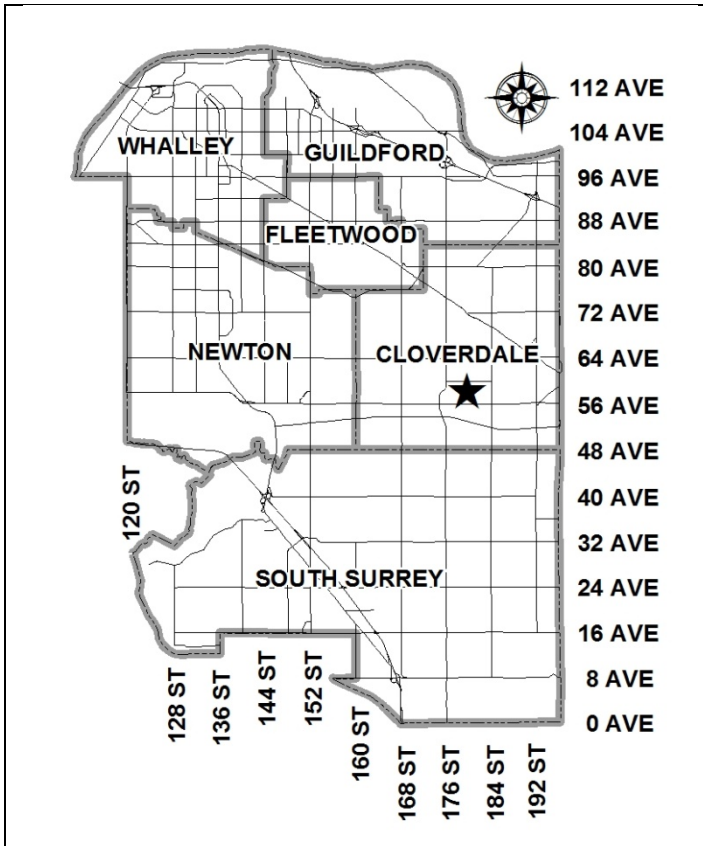 112 AVE
104 AVE
WHALLEY
GUILDFORD
96 AVE
88 AVE
FLEETWOOD
80 AVE
72 AVE
NEWTON
CLOVERDALE
64 AVE
56 AVE
48 AVE
120 ST
40 AVE
32 AVE
SOUTH SURREY
24 AVE
16 AVE
8 AVE
0 AVE
128 ST
136 ST
144 ST
152 ST
160 ST
168 ST
176 ST
184 ST
192 ST